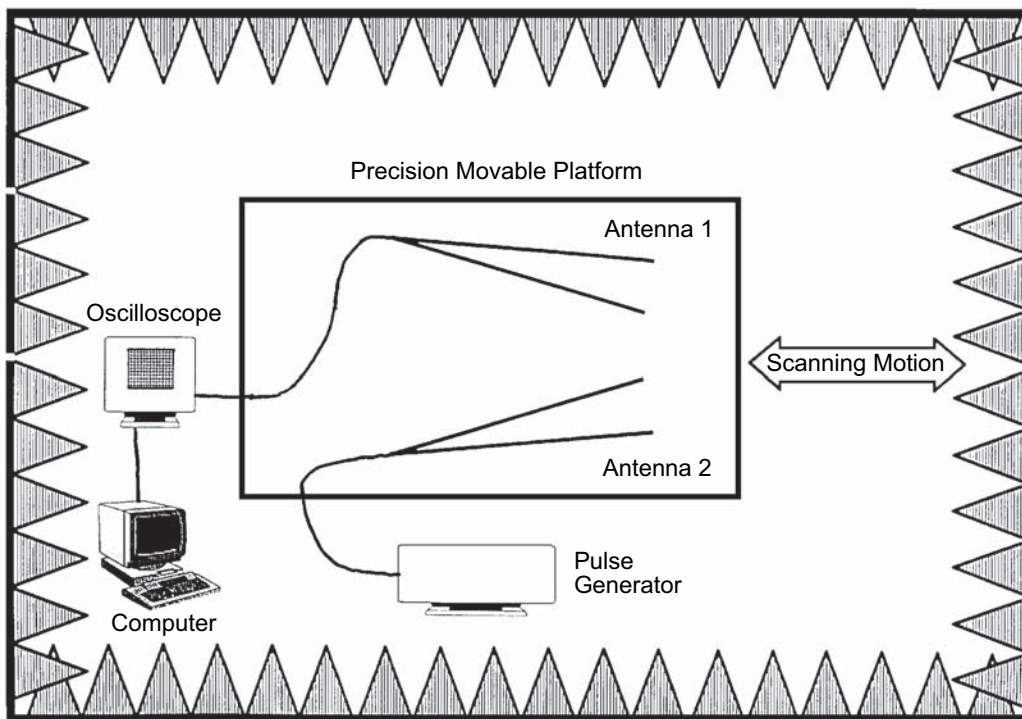 Precision Movable Platform
Antenna 1
Oscilloscope
Scanning Motion
Antenna 2
Pulse
Generator
Computer